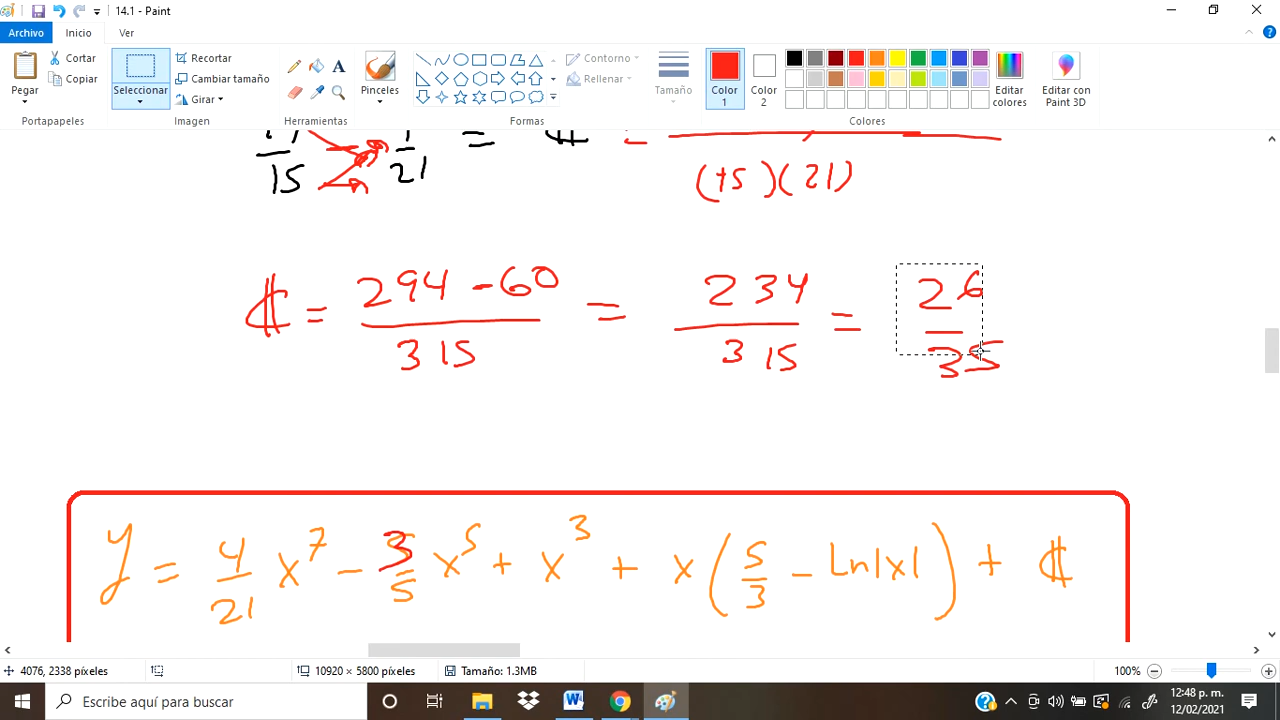 14.1 - Paint
Archivo Inicio Ver
Pegar Cortar Copiar Seleccionar Recortar Cambiar tamaño Girar Pinceles Contorno Rellenar Tamaño Color 1 Color 2 Editar colores Editar con Paint 3D
Portapapeles Imagen Herramientas Formas Colores
15 21 = ₡ = (15)(21)
₡ = 294 - 60 / 315 = 234 / 315 = 26 / 35
y = 4/21 x^7 - 3/5 x^5 + x^3 + x(5/3 - Ln|x|) + ₡
4076, 2338 píxeles 10920 × 5800 píxeles Tamaño: 1.3MB 100%
Escribe aquí para buscar 12:48 p. m.
12/02/2021